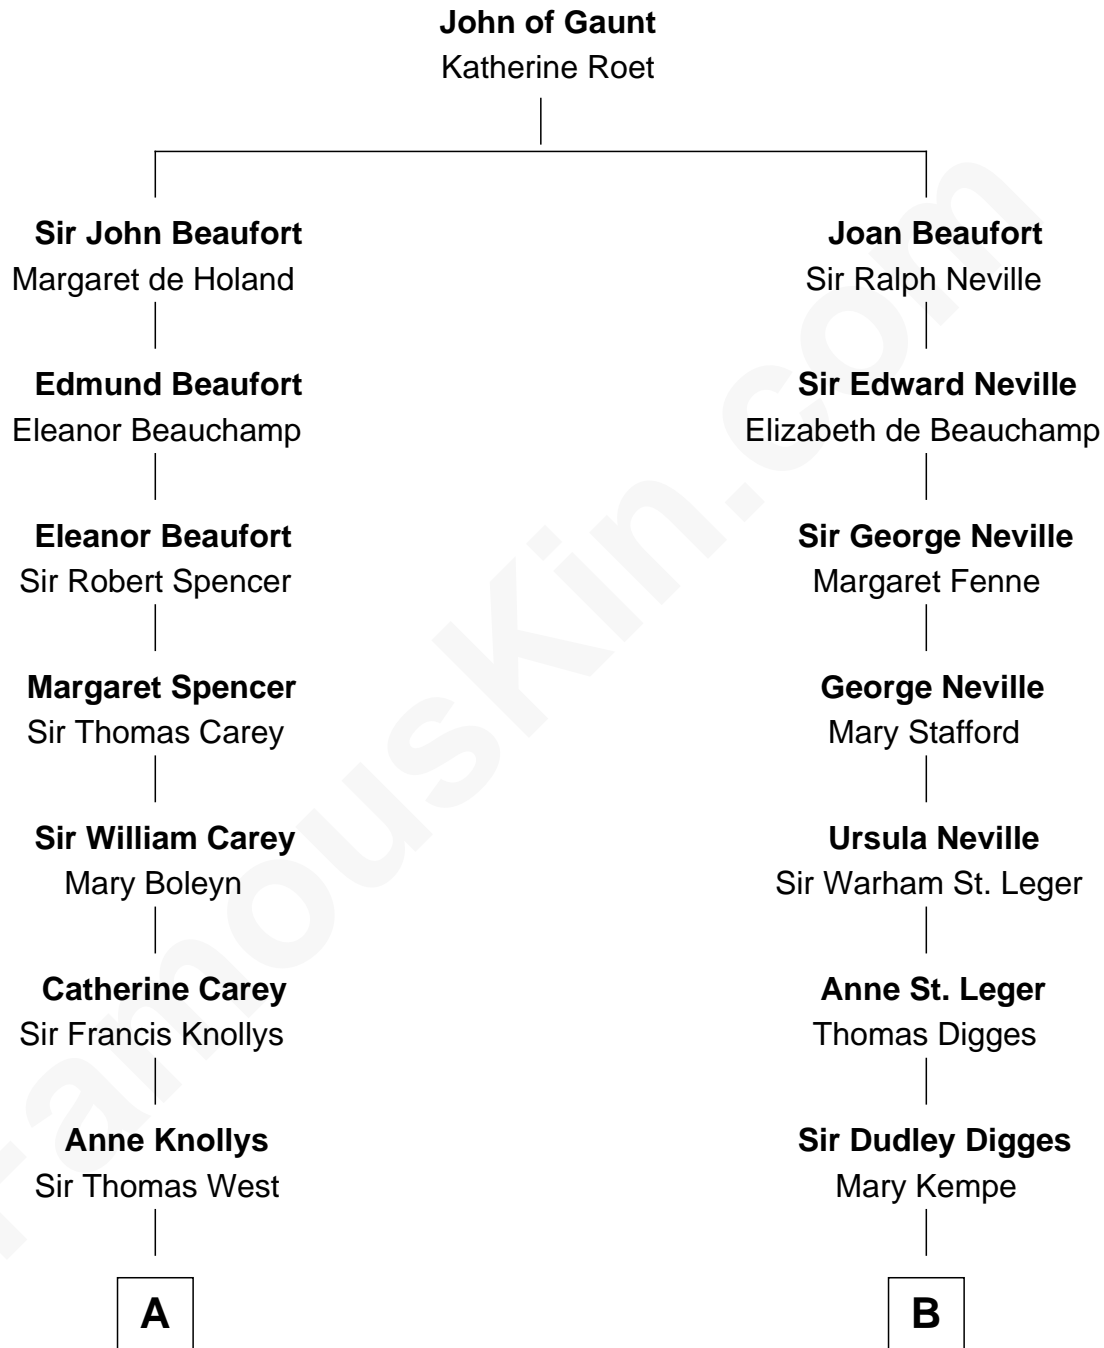 John of Gaunt
Katherine Roet
Sir John Beaufort
Margaret de Holand
Joan Beaufort
Sir Ralph Neville
Edmund Beaufort
Eleanor Beauchamp
Sir Edward Neville
Elizabeth de Beauchamp
Eleanor Beaufort
Sir Robert Spencer
Sir George Neville
Margaret Fenne
Margaret Spencer
Sir Thomas Carey
George Neville
Mary Stafford
Sir William Carey
Mary Boleyn
Ursula Neville
Sir Warham St. Leger
Catherine Carey
Sir Francis Knollys
Anne St. Leger
Thomas Digges
Anne Knollys
Sir Thomas West
Sir Dudley Digges
Mary Kempe
A
B
FamousKin.com